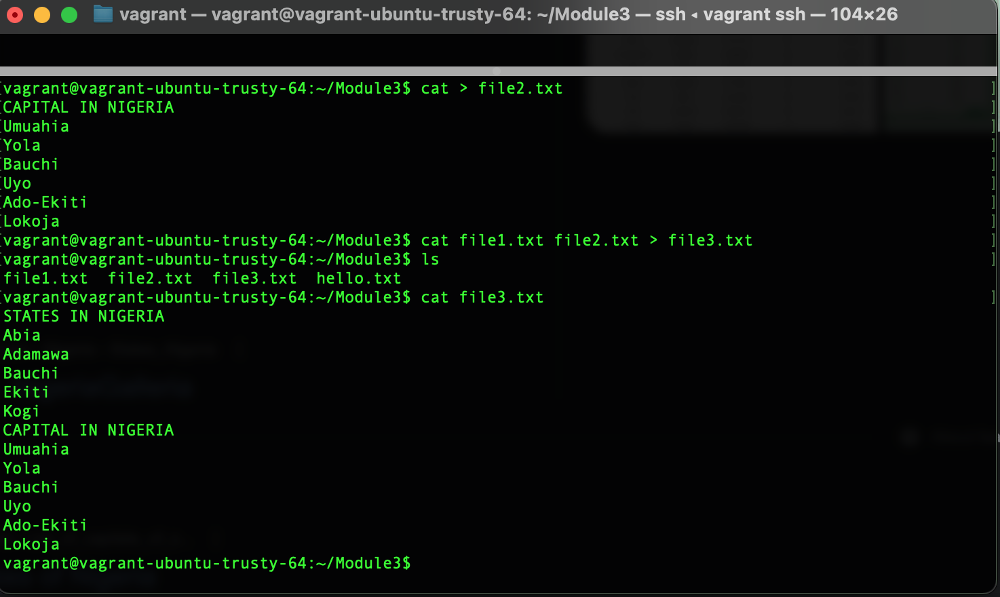 vagrant — vagrant@vagrant-ubuntu-trusty-64: ~/Module3 — ssh ◂ vagrant ssh — 104×26
[vagrant@vagrant-ubuntu-trusty-64:~/Module3$ cat > file2.txt ]
[CAPITAL IN NIGERIA ]
[Umuahia ]
[Yola ]
[Bauchi ]
[Uyo ]
[Ado-Ekiti ]
[Lokoja ]
[vagrant@vagrant-ubuntu-trusty-64:~/Module3$ cat file1.txt file2.txt > file3.txt ]
[vagrant@vagrant-ubuntu-trusty-64:~/Module3$ ls ]
file1.txt  file2.txt  file3.txt  hello.txt
[vagrant@vagrant-ubuntu-trusty-64:~/Module3$ cat file3.txt ]
STATES IN NIGERIA
Abia
Adamawa
Bauchi
Ekiti
Kogi
CAPITAL IN NIGERIA
Umuahia
Yola
Bauchi
Uyo
Ado-Ekiti
Lokoja
vagrant@vagrant-ubuntu-trusty-64:~/Module3$